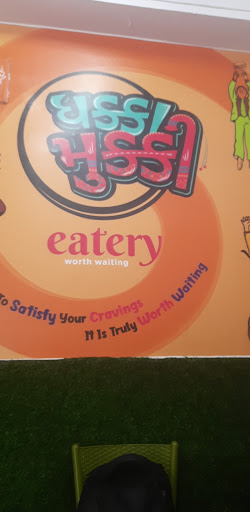 ધક્કા
મુક્કી
eatery
worth waiting
To Satisfy Your Cravings
It Is Truly Worth Waiting